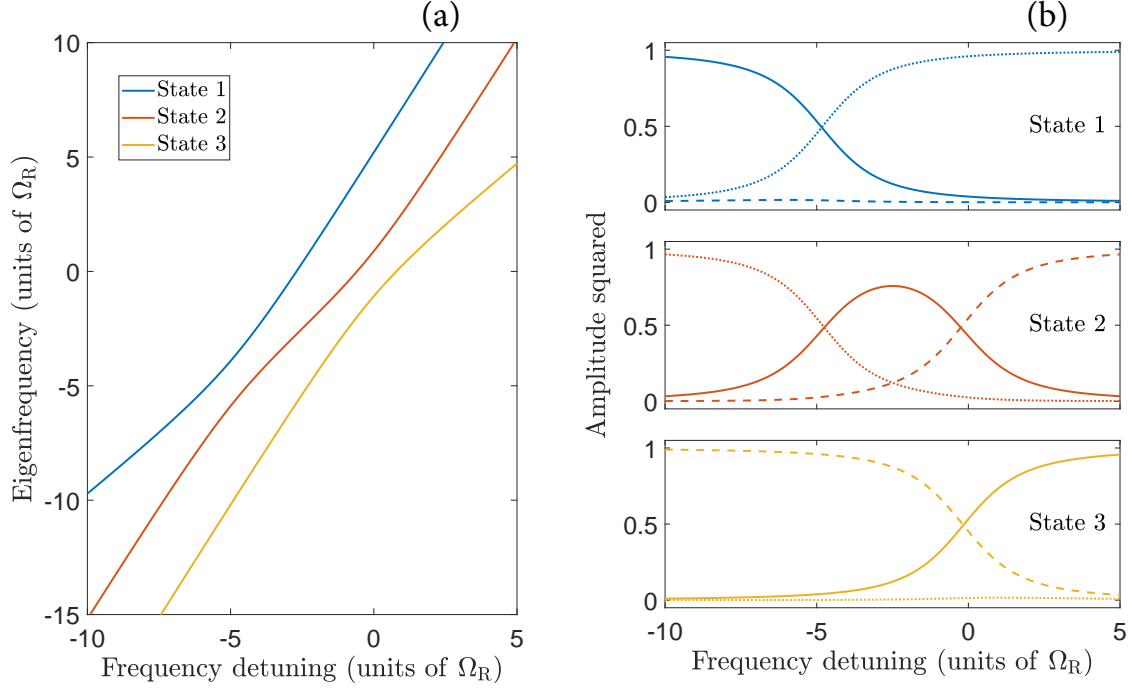 (a)
10
5
0
-5
-10
-15
-10
-5
0
5
Eigenfrequency (units of ΩR)
Frequency detuning (units of ΩR)
State 1
State 2
State 3
(b)
1
0.5
0
State 1
1
0.5
0
State 2
1
0.5
0
State 3
-10
-5
0
5
Amplitude squared
Frequency detuning (units of ΩR)